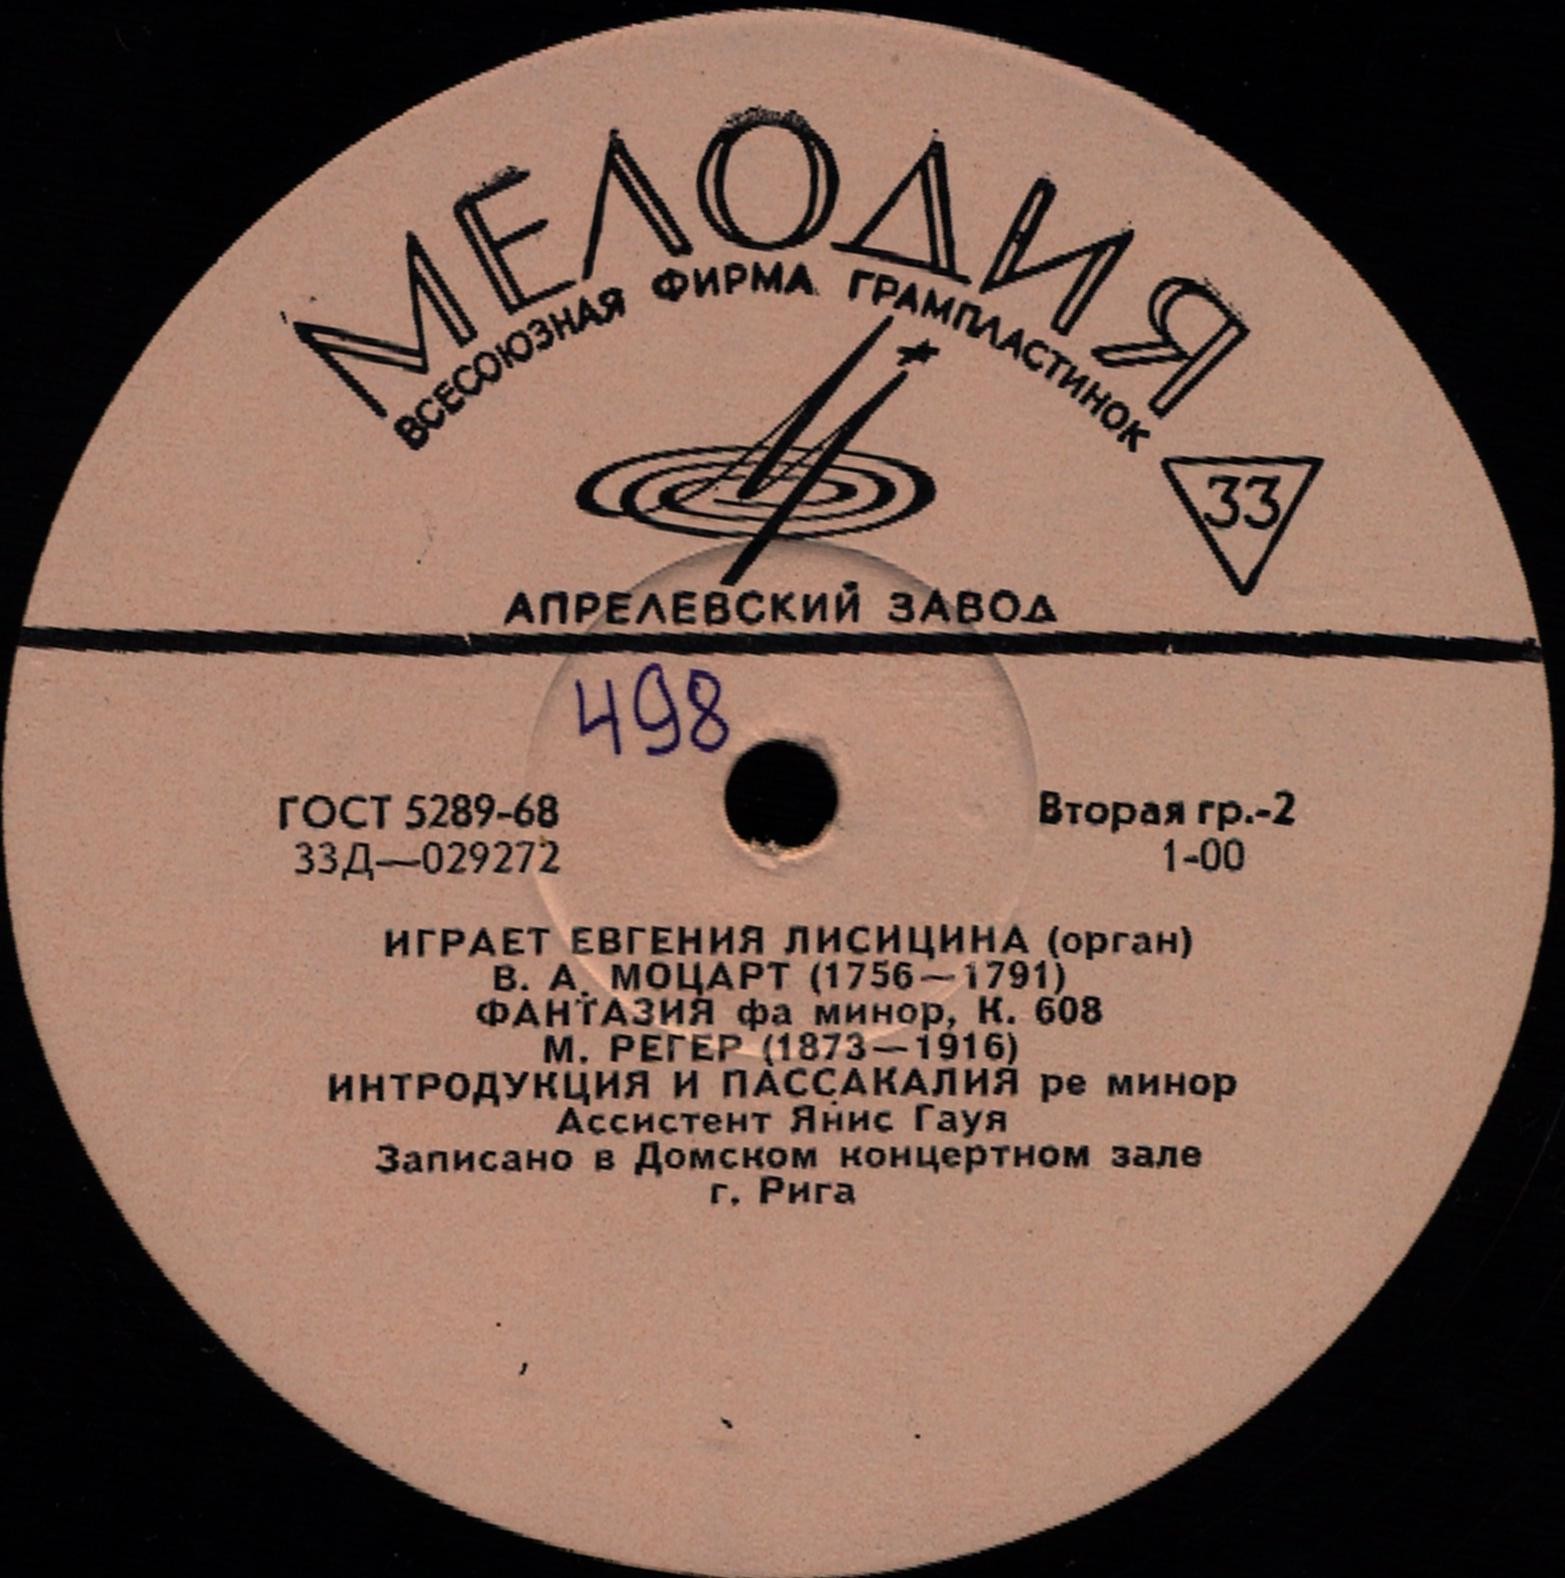 МЕЛОДИЯ
ВСЕСОЮЗНАЯ ФИРМА ГРАМПЛАСТИНОК
33
АПРЕЛЕВСКИЙ ЗАВОД
498
ГОСТ 5289-68
33Д—029272
Вторая гр.-2
1-00
ИГРАЕТ ЕВГЕНИЯ ЛИСИЦИНА (орган)
В. А. МОЦАРТ (1756—1791)
ФАНТАЗИЯ фа минор, К. 608
М. РЕГЕР (1873—1916)
ИНТРОДУКЦИЯ И ПАССАКАЛИЯ ре минор
Ассистент Янис Гауя
Записано в Домском концертном зале
г. Рига